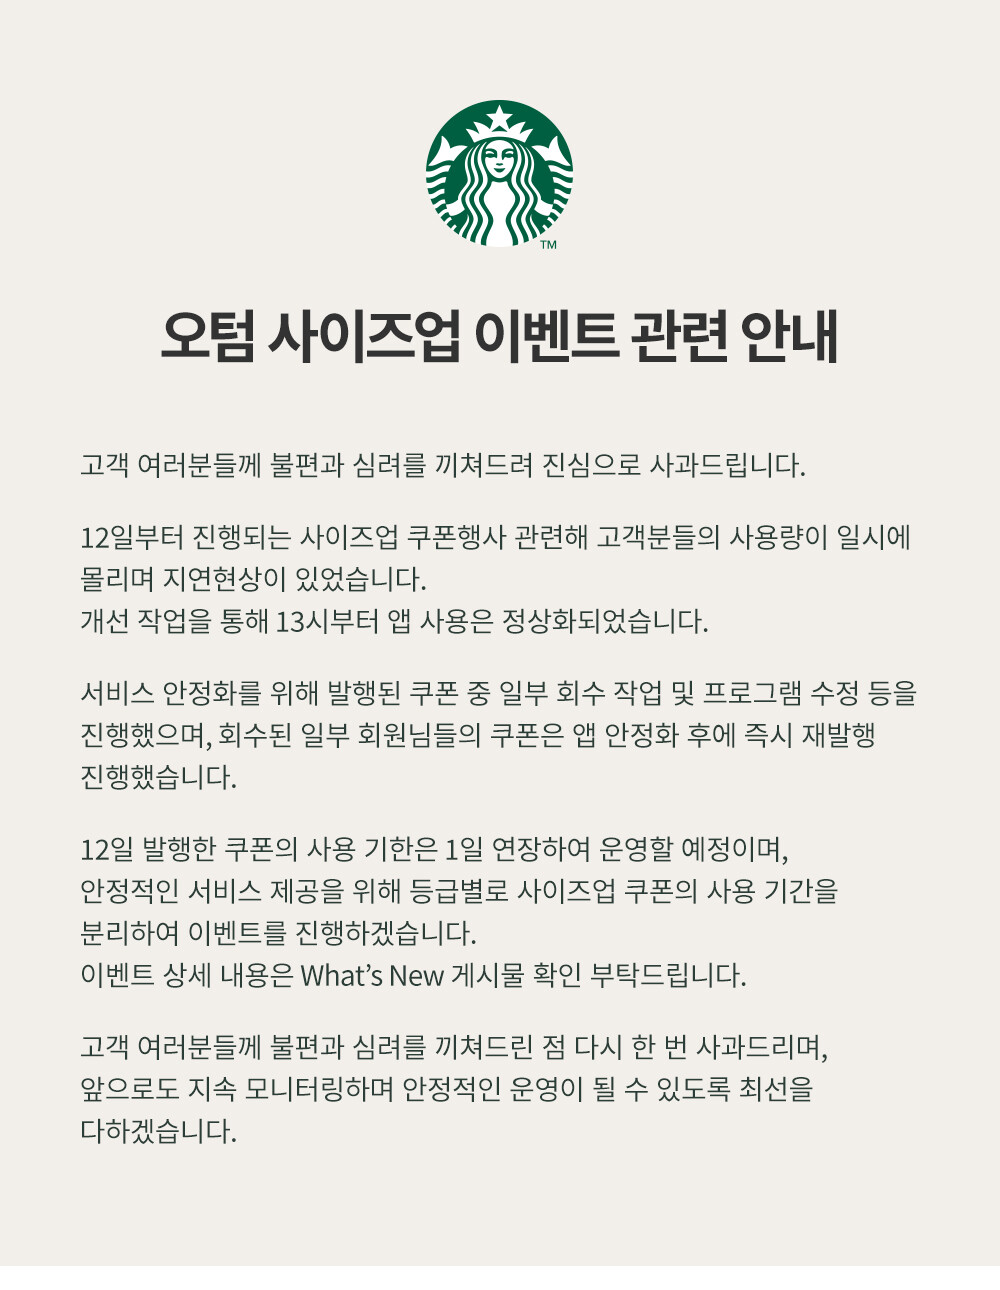 TM
오텀 사이즈업 이벤트 관련 안내
고객 여러분들께 불편과 심려를 끼쳐드려 진심으로 사과드립니다.
12일부터 진행되는 사이즈업 쿠폰행사 관련해 고객분들의 사용량이 일시에
몰리며 지연현상이 있었습니다.
개선 작업을 통해 13시부터 앱 사용은 정상화되었습니다.
서비스 안정화를 위해 발행된 쿠폰 중 일부 회수 작업 및 프로그램 수정 등을
진행했으며, 회수된 일부 회원님들의 쿠폰은 앱 안정화 후에 즉시 재발행
진행했습니다.
12일 발행한 쿠폰의 사용 기한은 1일 연장하여 운영할 예정이며,
안정적인 서비스 제공을 위해 등급별로 사이즈업 쿠폰의 사용 기간을
분리하여 이벤트를 진행하겠습니다.
이벤트 상세 내용은 What’s New 게시물 확인 부탁드립니다.
고객 여러분들께 불편과 심려를 끼쳐드린 점 다시 한 번 사과드리며,
앞으로도 지속 모니터링하며 안정적인 운영이 될 수 있도록 최선을
다하겠습니다.